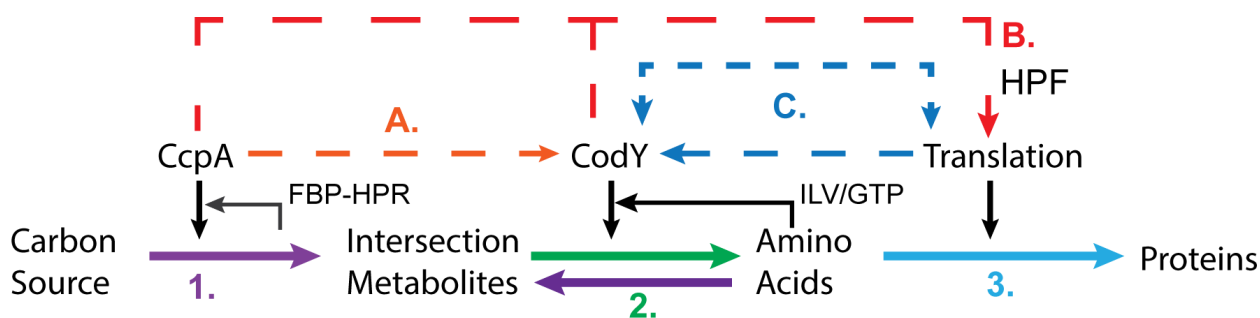 B.
HPF
A.
C.
CcpA
CodY
Translation
FBP-HPR
ILV/GTP
Carbon
Source
1.
Intersection
Metabolites
2.
Amino
Acids
3.
Proteins